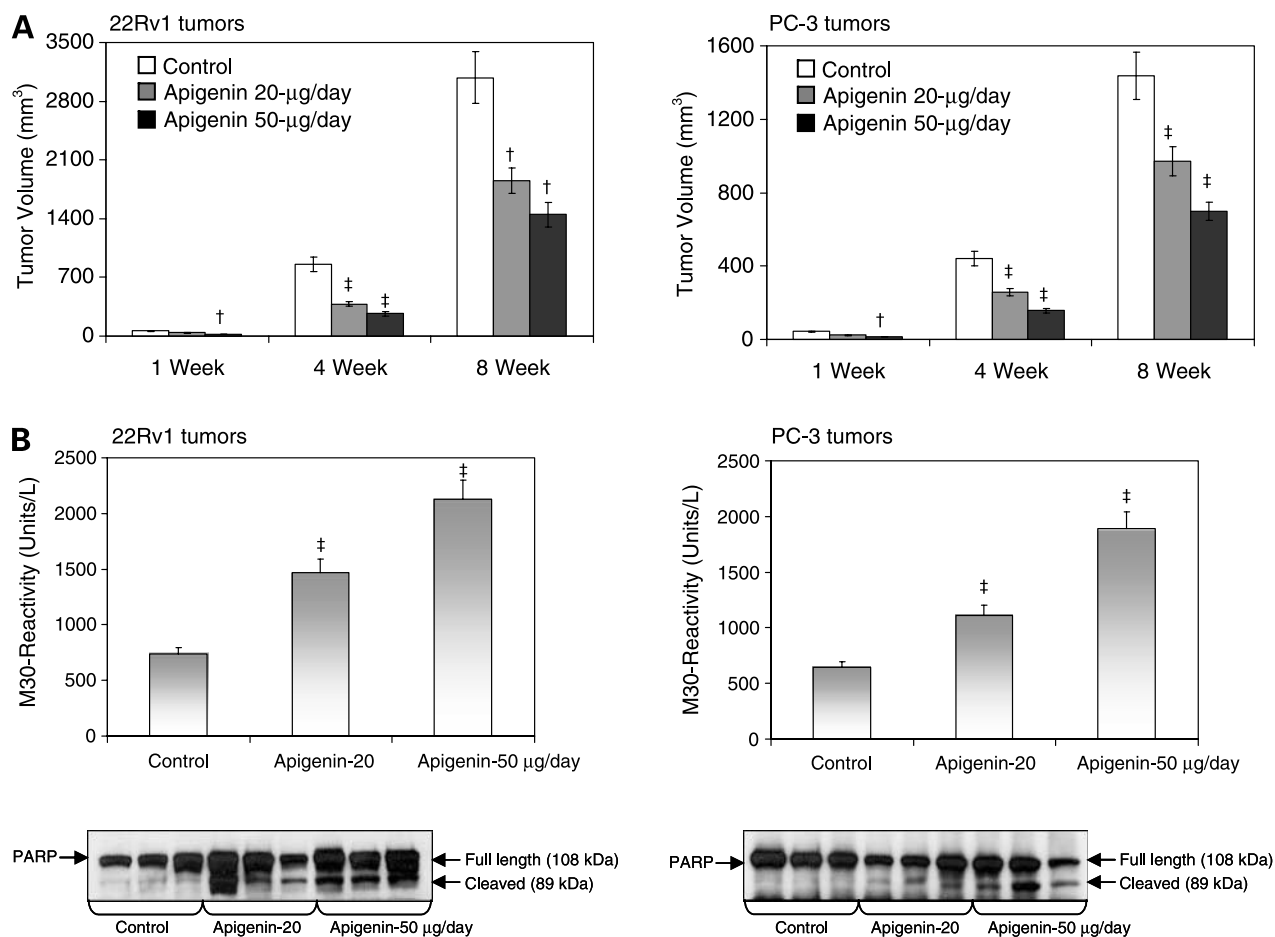 A
22Rv1 tumors
3500
2800
2100
1400
700
0
Tumor Volume (mm³)
Control
Apigenin 20-μg/day
Apigenin 50-μg/day
†
‡
‡
†
†
1 Week
4 Week
8 Week
PC-3 tumors
1600
1200
800
400
0
Tumor Volume (mm³)
Control
Apigenin 20-μg/day
Apigenin 50-μg/day
†
‡
‡
‡
‡
1 Week
4 Week
8 Week
B
22Rv1 tumors
2500
2000
1500
1000
500
0
M30-Reactivity (Units/L)
‡
‡
Control
Apigenin-20
Apigenin-50 μg/day
PC-3 tumors
2500
2000
1500
1000
500
0
M30-Reactivity (Units/L)
‡
‡
Control
Apigenin-20
Apigenin-50 μg/day
PARP
Full length (108 kDa)
Cleaved (89 kDa)
Control
Apigenin-20
Apigenin-50 μg/day
PARP
Full length (108 kDa)
Cleaved (89 kDa)
Control
Apigenin-20
Apigenin-50 μg/day